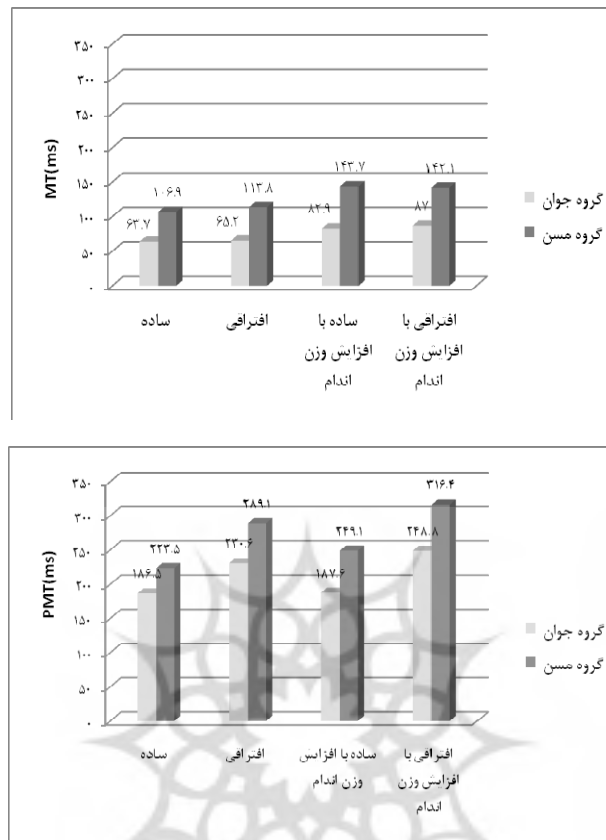 ۳۵۰
۳۰۰
۲۵۰
۲۰۰
۱۵۰
۱۰۰
۵۰
۰
MT(ms)
۶۳.۷ ۱۰۶.۹ ۶۵.۲ ۱۱۳.۸ ۸۲.۹ ۱۴۳.۷ ۸۷ ۱۴۲.۱
ساده
افتراقی
ساده با
افزایش وزن
اندام
افتراقی با
افزایش وزن
اندام
گروه جوان
گروه مسن
۳۵۰
۳۰۰
۲۵۰
۲۰۰
۱۵۰
۱۰۰
۵۰
۰
PMT(ms)
۱۸۶.۵ ۲۲۳.۵ ۲۳۰.۶ ۲۸۹.۱ ۱۸۷.۶ ۲۴۹.۱ ۲۴۸.۸ ۳۱۶.۴
ساده
افتراقی
ساده با افزایش
وزن اندام
افتراقی با
افزایش وزن
اندام
گروه جوان
گروه مسن